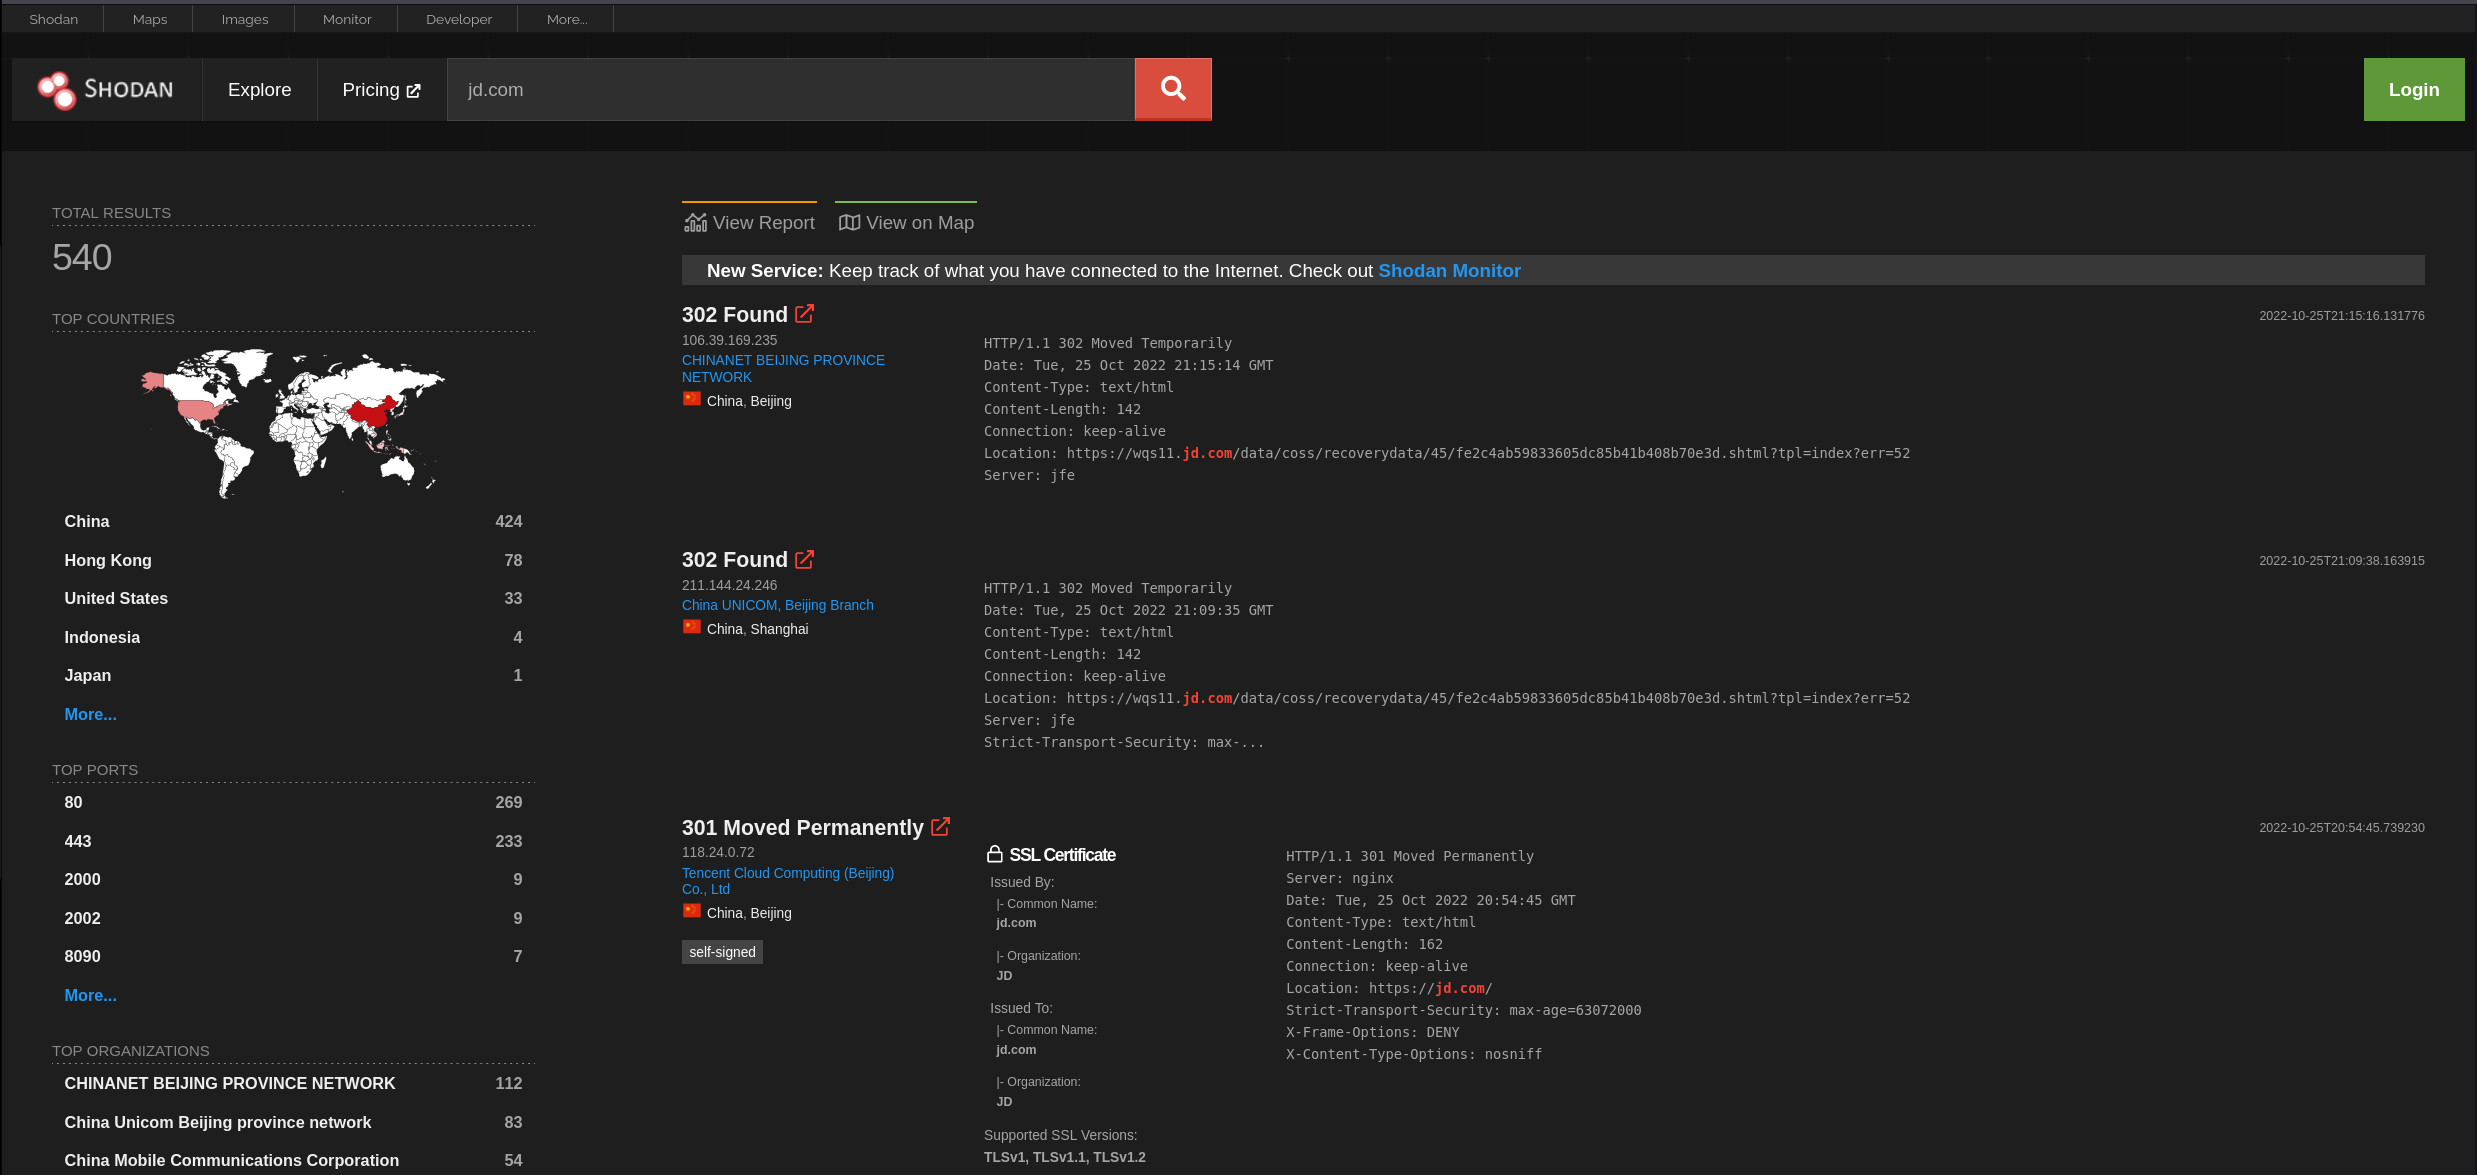 Shodan
Maps
Images
Monitor
Developer
More...
SHODAN
Explore
Pricing
jd.com
Login
TOTAL RESULTS
540
TOP COUNTRIES
China 424
Hong Kong 78
United States 33
Indonesia 4
Japan 1
More...
TOP PORTS
80 269
443 233
2000 9
2002 9
8090 7
More...
TOP ORGANIZATIONS
CHINANET BEIJING PROVINCE NETWORK 112
China Unicom Beijing province network 83
China Mobile Communications Corporation 54
View Report
View on Map
New Service: Keep track of what you have connected to the Internet. Check out Shodan Monitor
302 Found
2022-10-25T21:15:16.131776
106.39.169.235
CHINANET BEIJING PROVINCE
NETWORK
China, Beijing
HTTP/1.1 302 Moved Temporarily
Date: Tue, 25 Oct 2022 21:15:14 GMT
Content-Type: text/html
Content-Length: 142
Connection: keep-alive
Location: https://wqs11.jd.com/data/coss/recoverydata/45/fe2c4ab59833605dc85b41b408b70e3d.shtml?tpl=index?err=52
Server: jfe
302 Found
2022-10-25T21:09:38.163915
211.144.24.246
China UNICOM, Beijing Branch
China, Shanghai
HTTP/1.1 302 Moved Temporarily
Date: Tue, 25 Oct 2022 21:09:35 GMT
Content-Type: text/html
Content-Length: 142
Connection: keep-alive
Location: https://wqs11.jd.com/data/coss/recoverydata/45/fe2c4ab59833605dc85b41b408b70e3d.shtml?tpl=index?err=52
Server: jfe
Strict-Transport-Security: max-...
301 Moved Permanently
2022-10-25T20:54:45.739230
118.24.0.72
Tencent Cloud Computing (Beijing)
Co., Ltd
China, Beijing
self-signed
SSL Certificate
Issued By:
|- Common Name:
jd.com
|- Organization:
JD
Issued To:
|- Common Name:
jd.com
|- Organization:
JD
Supported SSL Versions:
TLSv1, TLSv1.1, TLSv1.2
HTTP/1.1 301 Moved Permanently
Server: nginx
Date: Tue, 25 Oct 2022 20:54:45 GMT
Content-Type: text/html
Content-Length: 162
Connection: keep-alive
Location: https://jd.com/
Strict-Transport-Security: max-age=63072000
X-Frame-Options: DENY
X-Content-Type-Options: nosniff